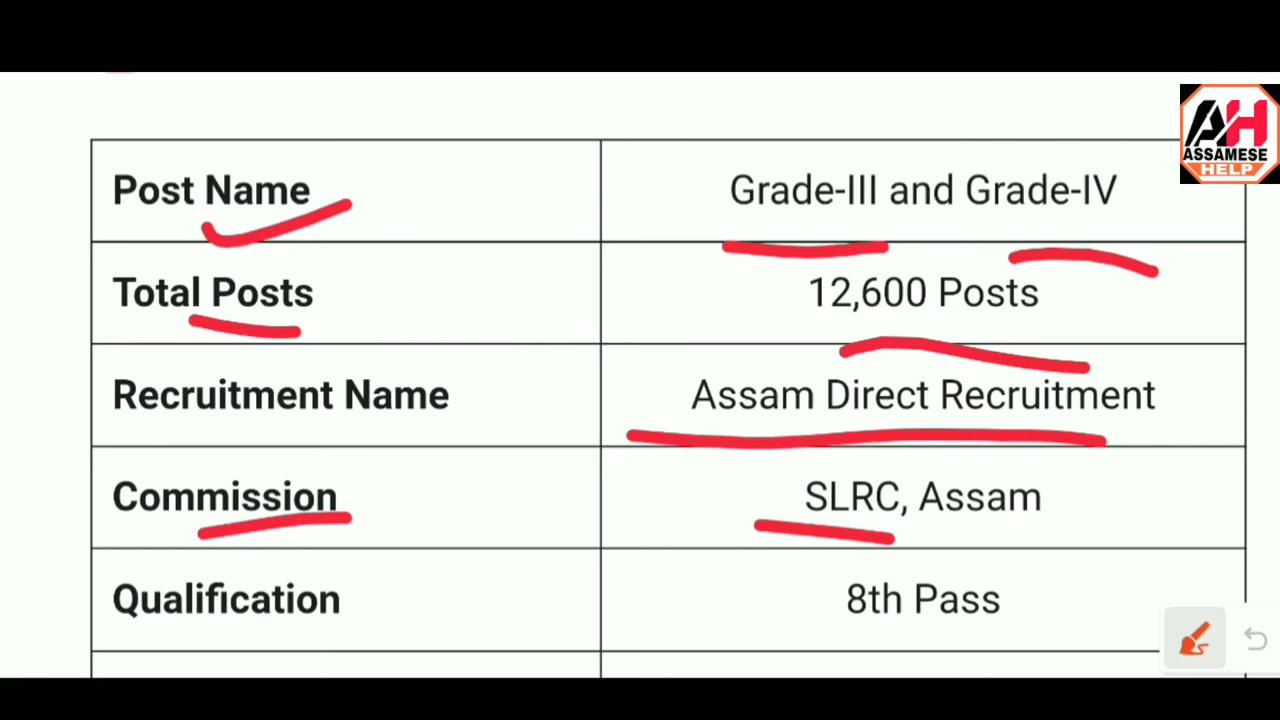 ASSAMESE
HELP
Post Name Grade-III and Grade-IV
Total Posts 12,600 Posts
Recruitment Name Assam Direct Recruitment
Commission SLRC, Assam
Qualification 8th Pass